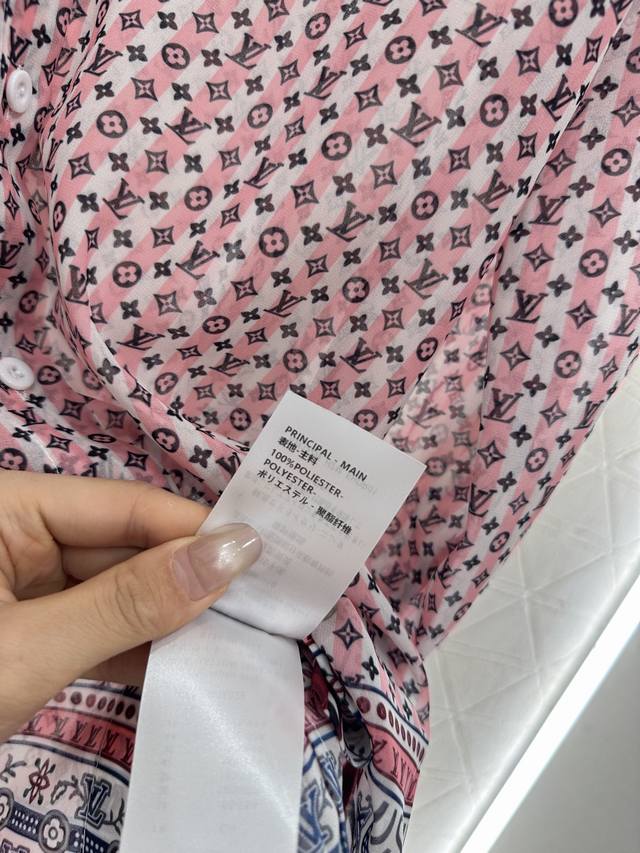 PRINCIPAL - MAIN
表地·主料
100%POLIESTER-
POLYESTER-
ポリエステル - 聚酯纤维